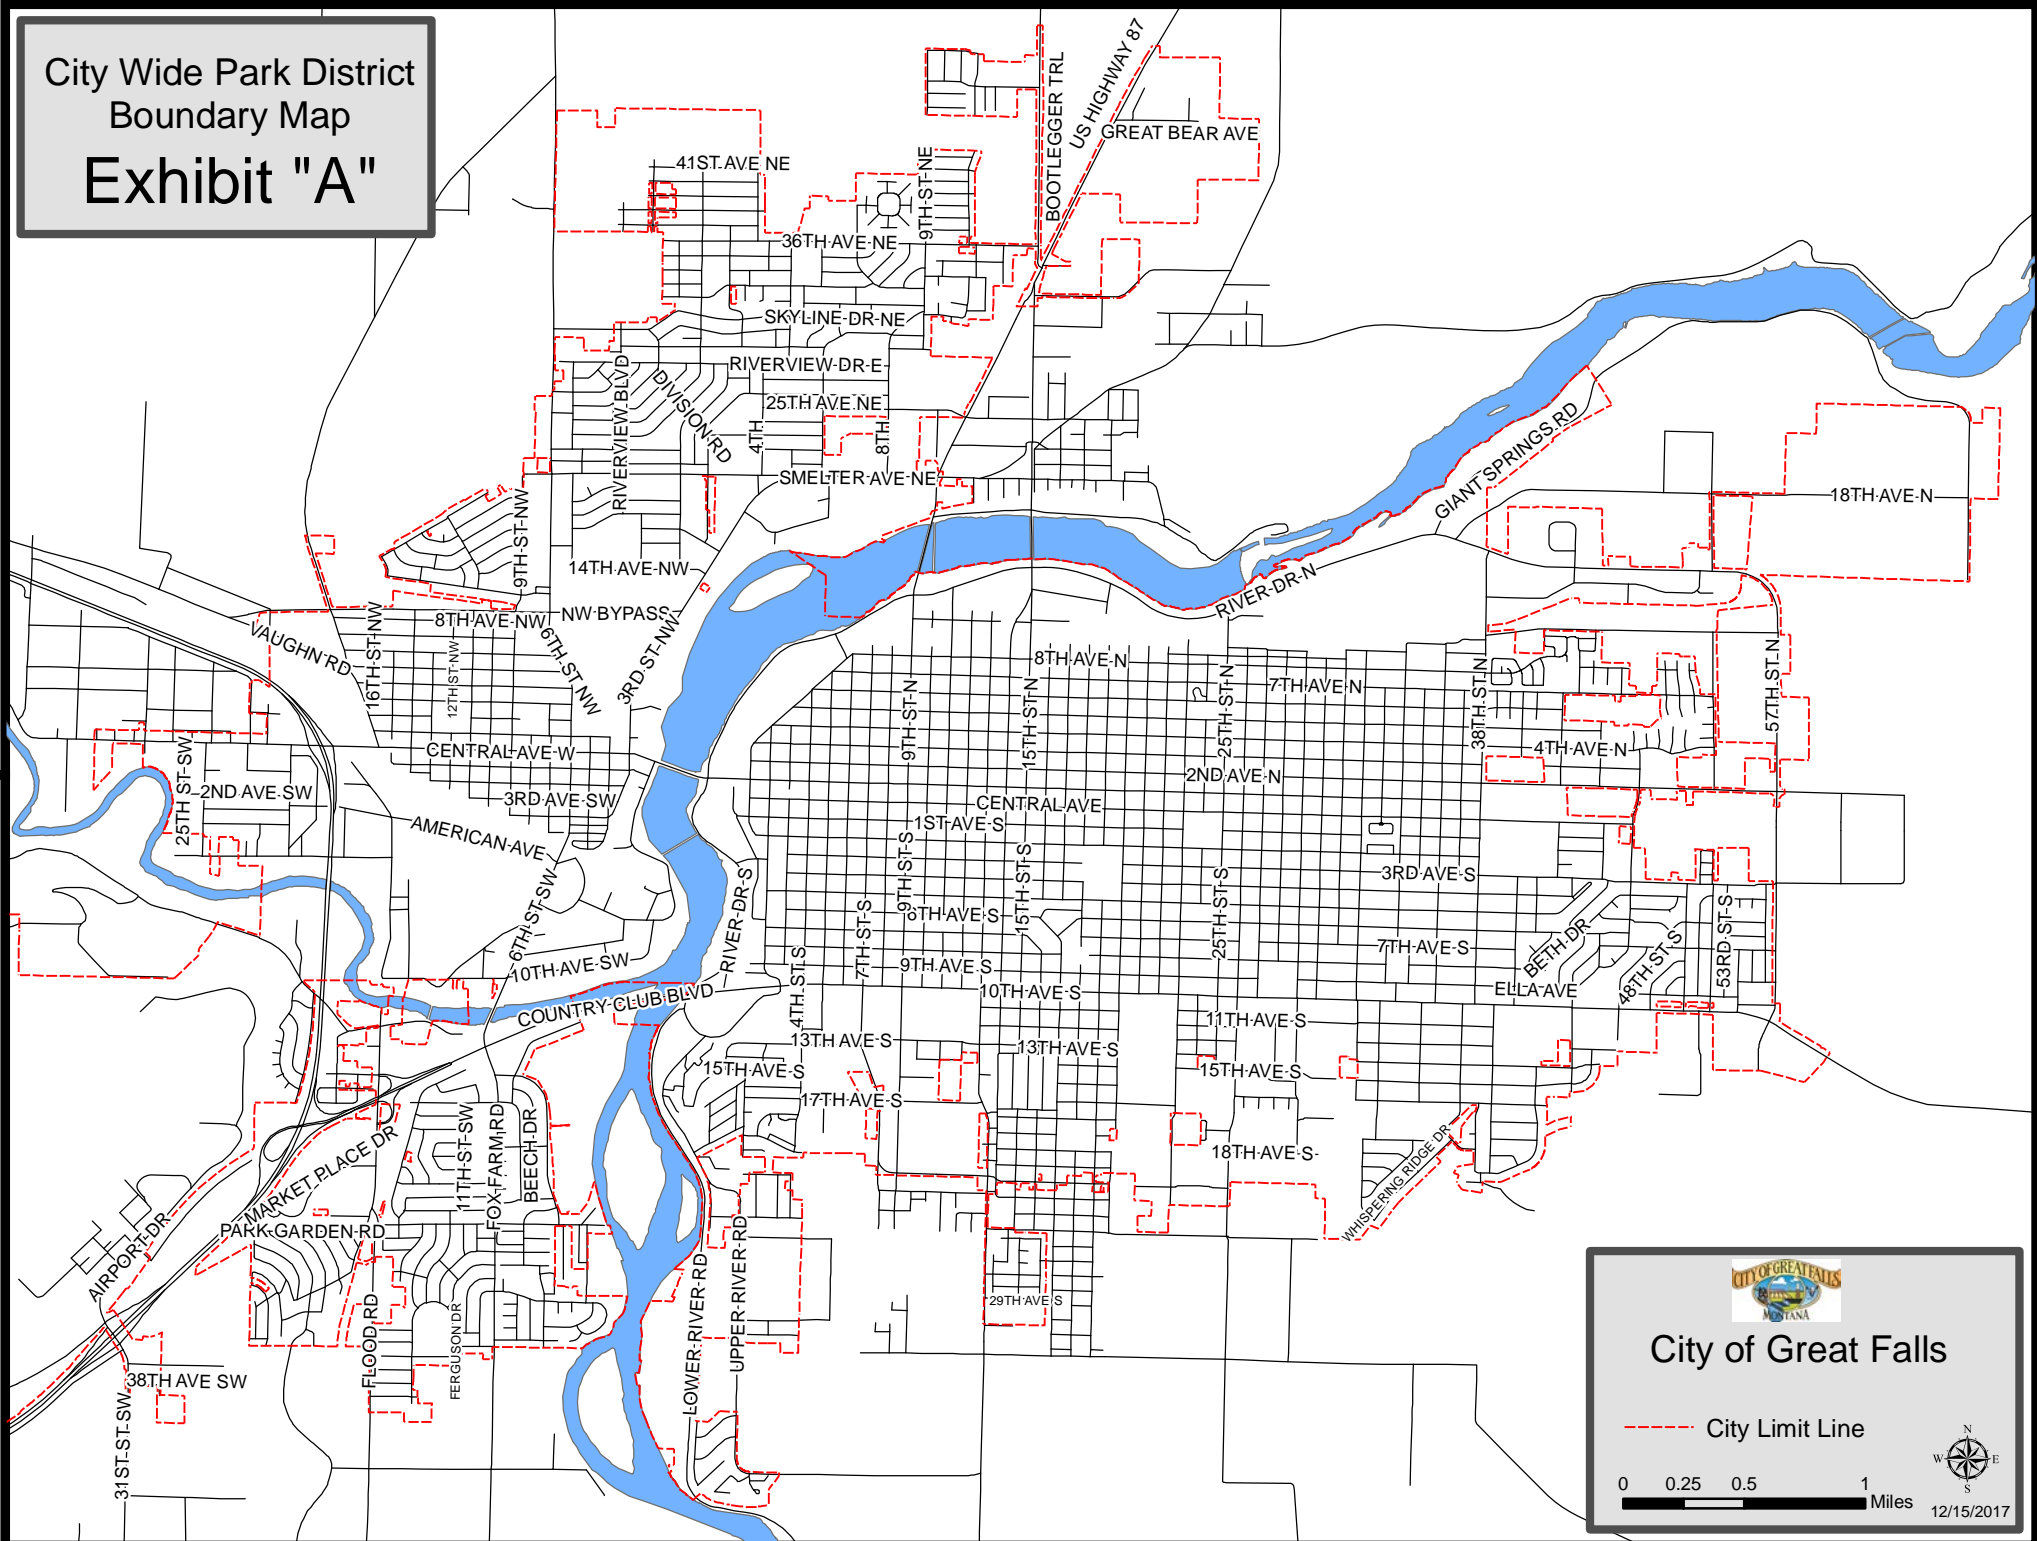 City Wide Park District
Boundary Map
Exhibit "A"
BOOTLEGGER TRL
US HIGHWAY 87
GREAT BEAR AVE
41ST AVE NE
9TH ST NE
36TH AVE NE
SKYLINE DR NE
RIVERVIEW DR E
RIVERVIEW BLVD
DIVISION RD
25TH AVE NE
4TH
8TH
SMELTER AVE NE
GIANT SPRINGS RD
18TH AVE N
9TH ST NW
14TH AVE NW
RIVER DR N
NW BYPASS
8TH AVE NW
6TH ST NW
3RD ST NW
VAUGHN RD
16TH ST NW
12TH ST NW
8TH AVE N
7TH AVE N
9TH ST N
15TH ST N
25TH ST N
38TH ST N
57TH ST N
4TH AVE N
CENTRAL AVE W
25TH ST SW
2ND AVE SW
3RD AVE SW
2ND AVE N
CENTRAL AVE
1ST AVE S
AMERICAN AVE
9TH ST S
15TH ST S
25TH ST S
3RD AVE S
6TH ST SW
RIVER DR S
7TH ST S
6TH AVE S
7TH AVE S
BETH DR
48TH ST S
53RD ST S
10TH AVE SW
4TH ST S
9TH AVE S
10TH AVE S
ELLA AVE
COUNTRY CLUB BLVD
11TH AVE S
13TH AVE S
13TH AVE S
15TH AVE S
15TH AVE S
17TH AVE S
18TH AVE S
WHISPERING RIDGE DR
MARKET PLACE DR
11TH ST SW
FOX FARM RD
BEECH DR
PARK GARDEN RD
AIRPORT DR
FLOOD RD
FERGUSON DR
LOWER RIVER RD
UPPER RIVER RD
29TH AVE S
38TH AVE SW
31ST ST SW
CITY OF GREAT FALLS
MONTANA
City of Great Falls
City Limit Line
N
W
E
S
0 0.25 0.5 1
Miles
12/15/2017